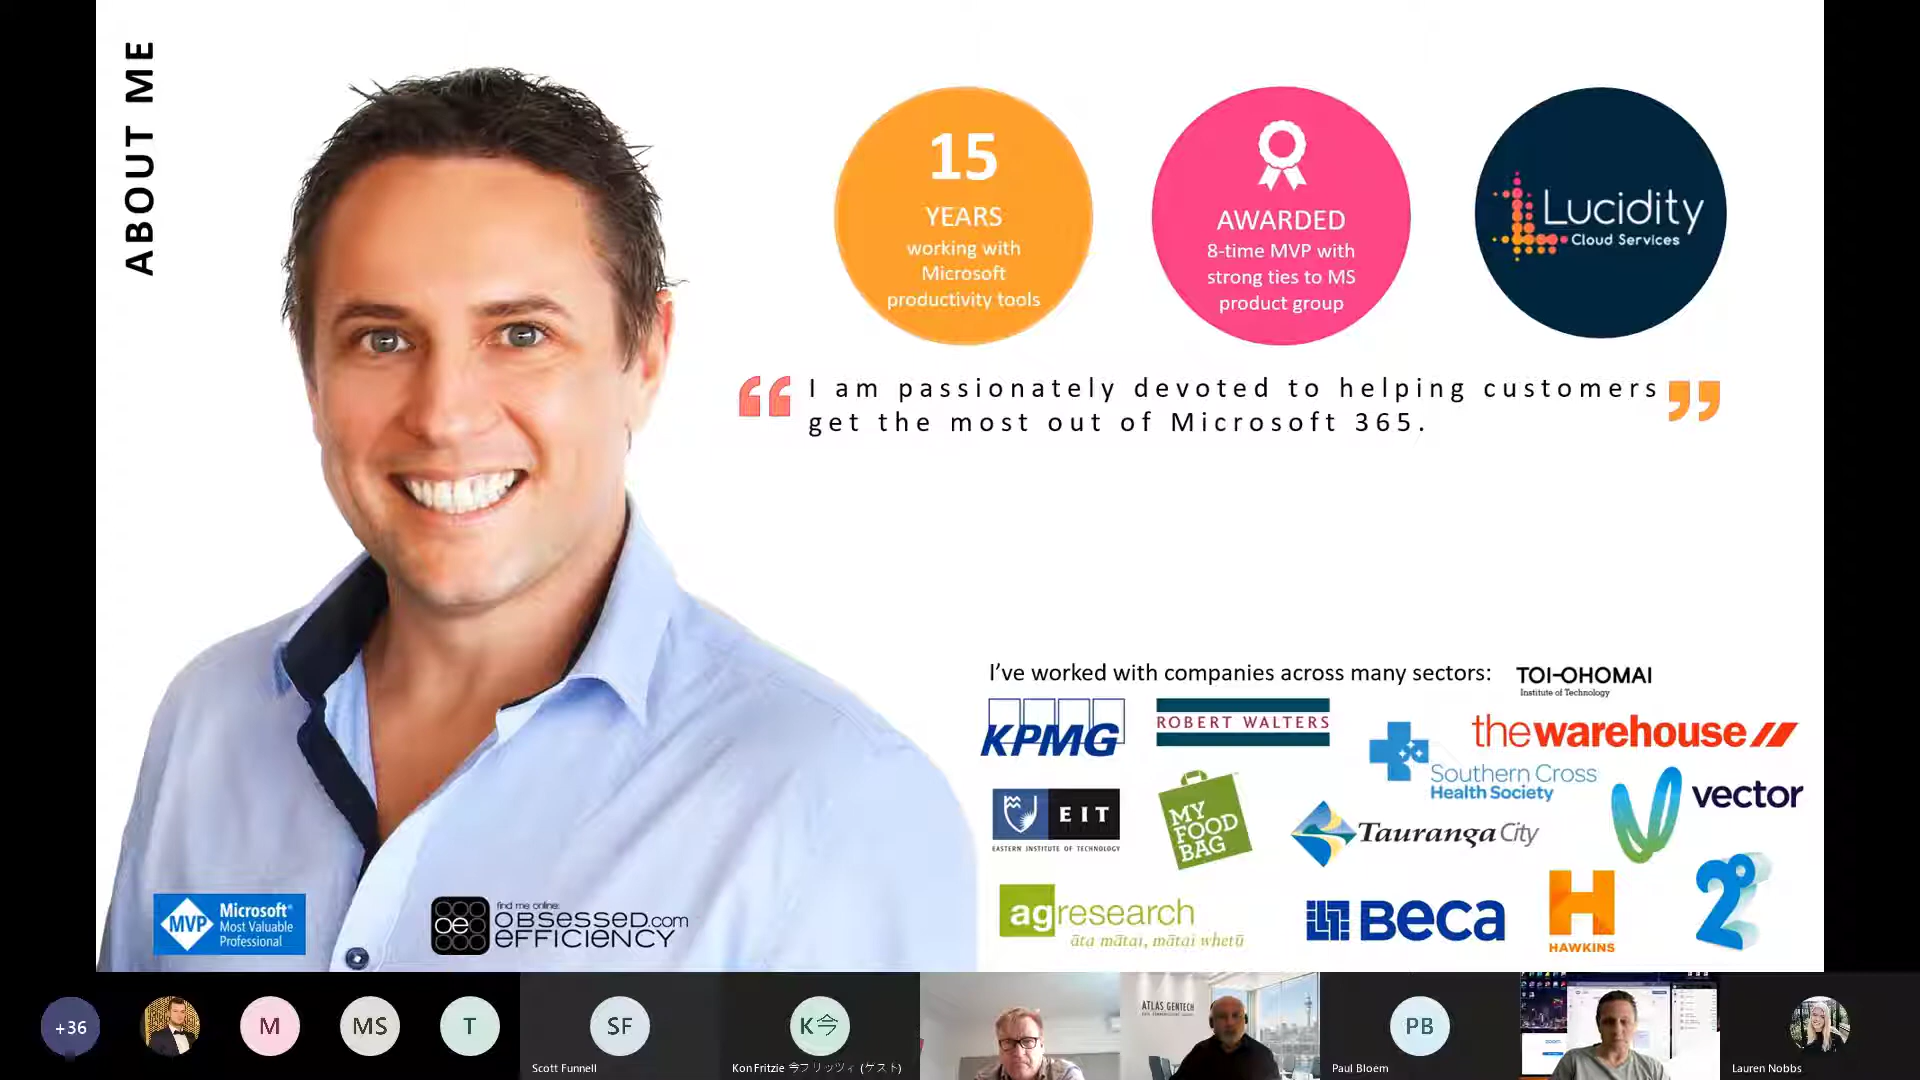 ABOUT ME
15
YEARS
working with
Microsoft
productivity tools
AWARDED
8-time MVP with
strong ties to MS
product group
Lucidity
Cloud Services
“ I am passionately devoted to helping customers ”
get the most out of Microsoft 365.
I’ve worked with companies across many sectors:
TOI-OHOMAI
Institute of Technology
KPMG
ROBERT WALTERS
thewarehouse
Southern Cross
Health Society
vector
EIT
EASTERN INSTITUTE OF TECHNOLOGY
MY
FOOD
BAG
Tauranga City
agresearch
āta mātai, mātai whetū
Beca
H
HAWKINS
2°
MVP
Microsoft®
Most Valuable
Professional
oe
find me online:
OBSESSED.com
EFFICIENCY
+36
M
MS
T
SF
Scott Funnell
K今
Kon Fritzie 今フリッツィ (ゲスト)
ATLAS GENTECH
PB
Paul Bloem
Lauren Nobbs